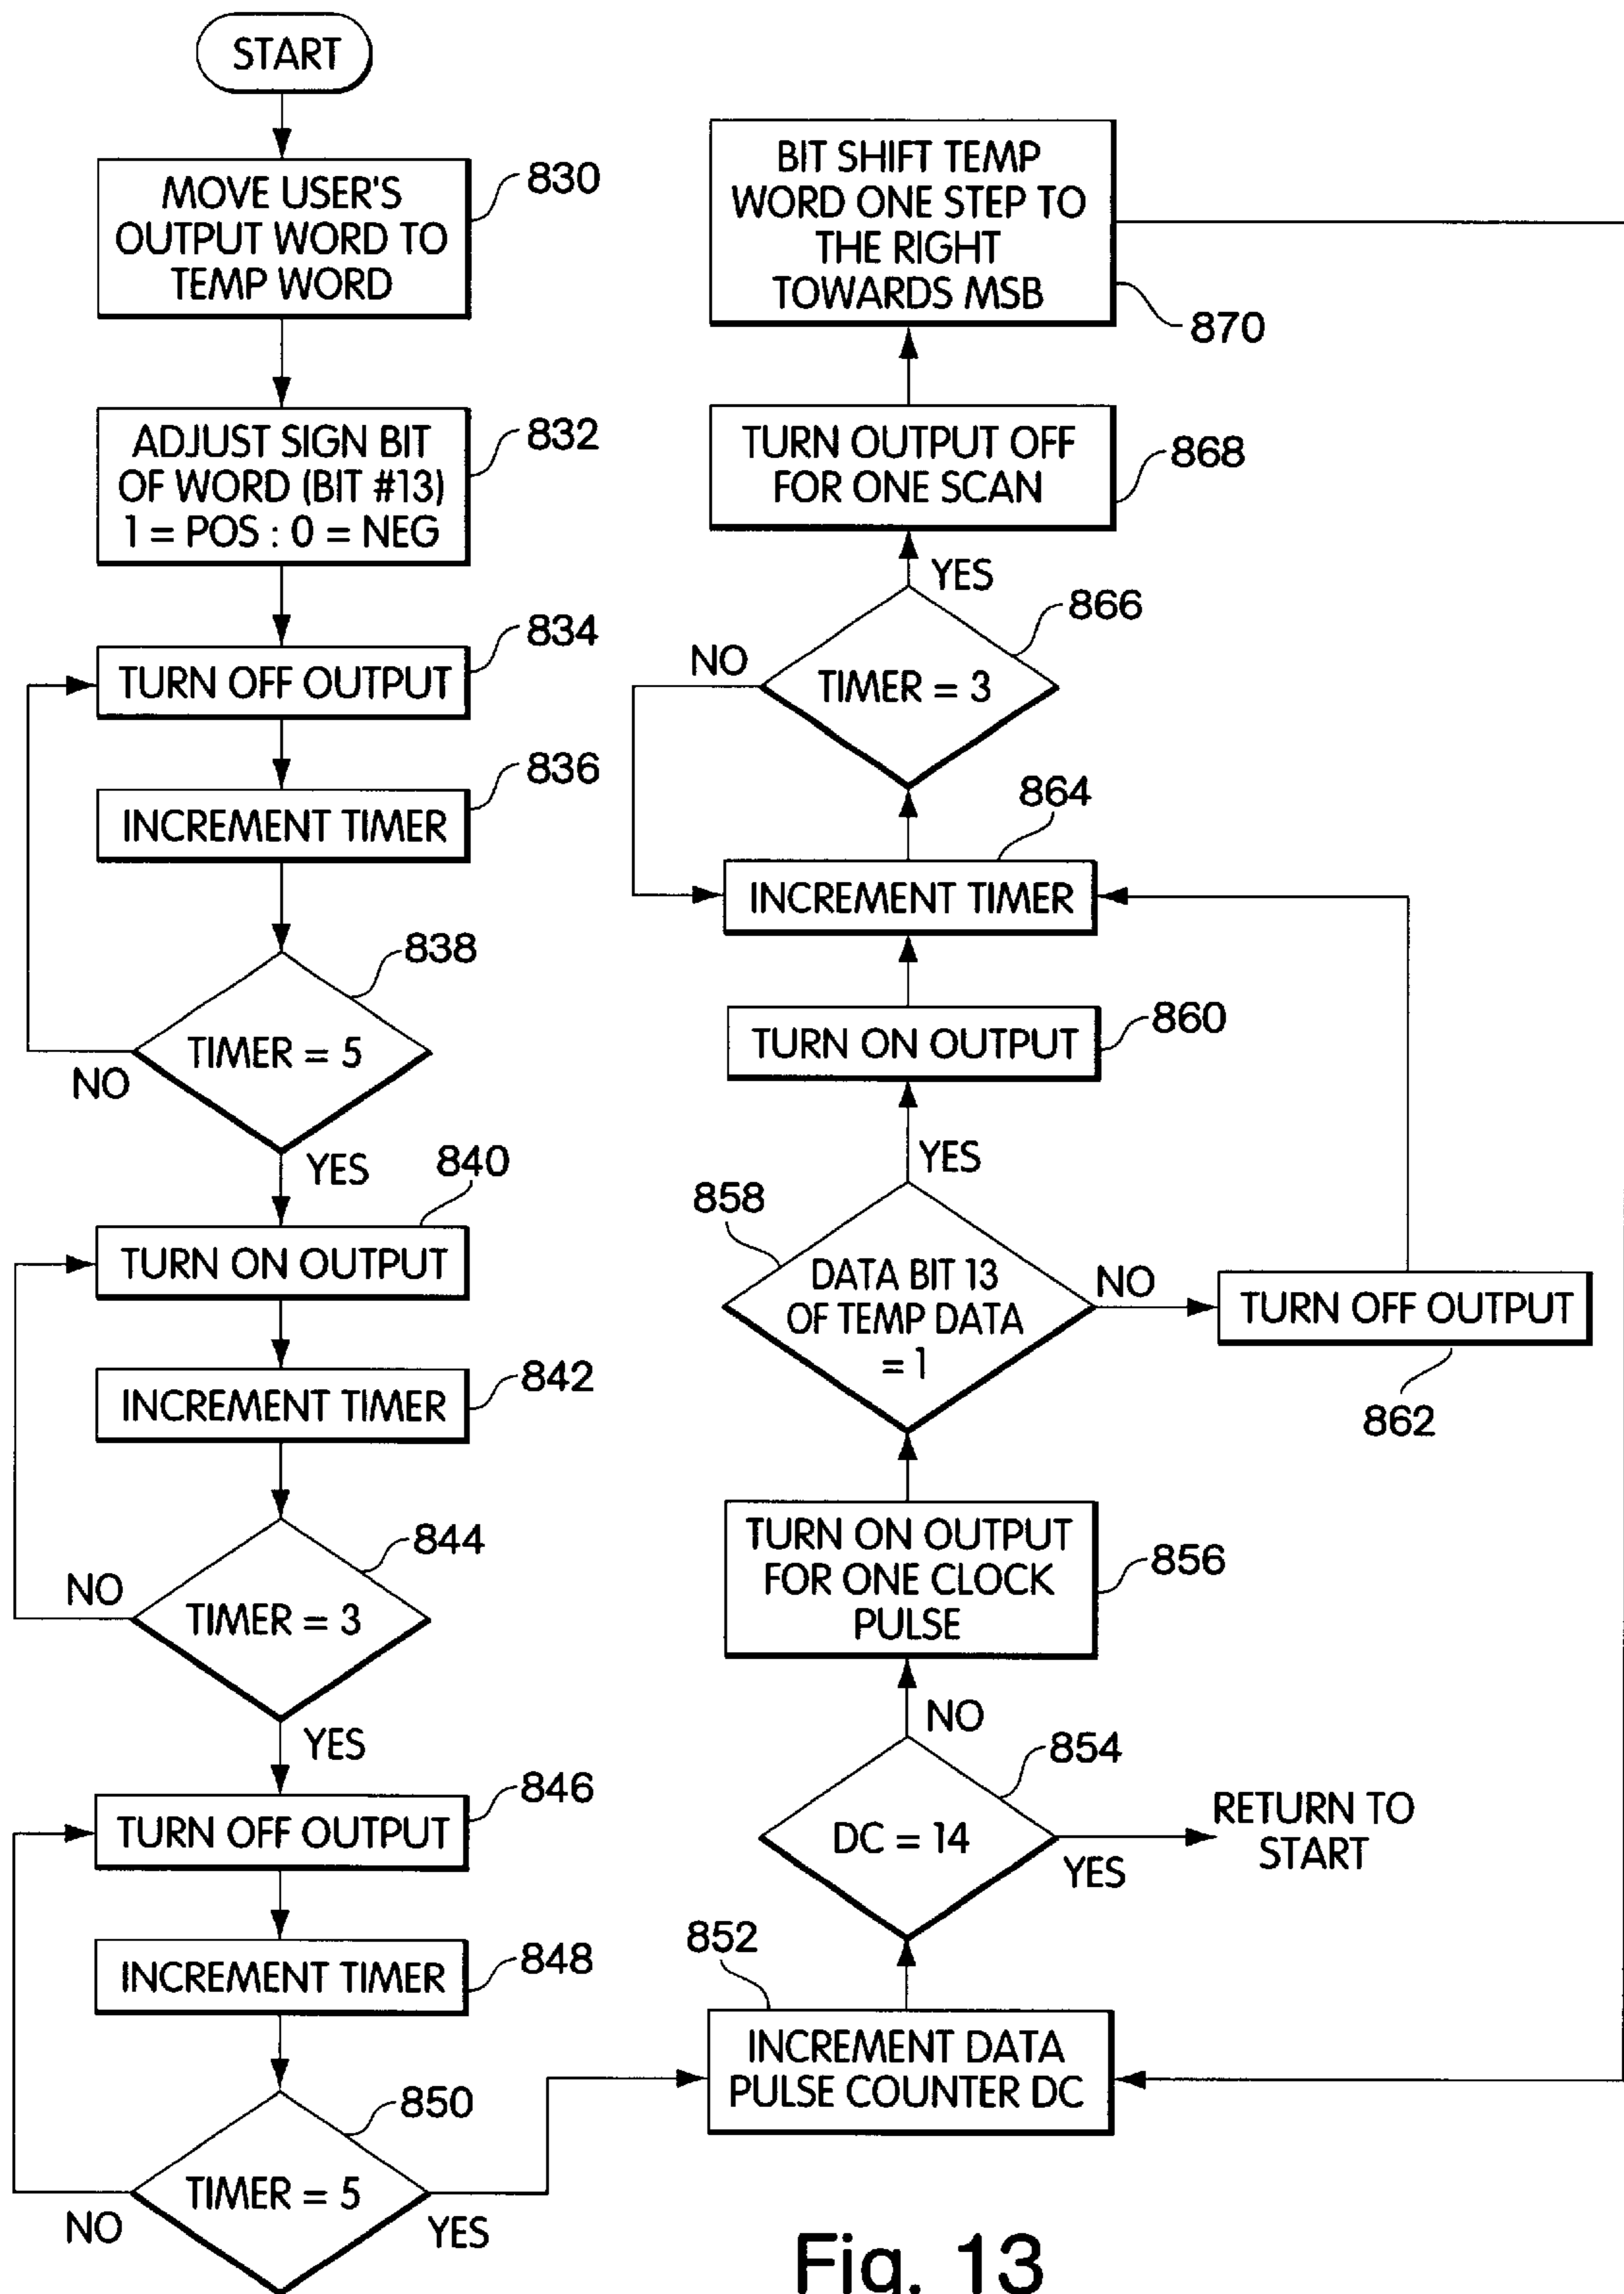 START
MOVE USER'S
OUTPUT WORD TO
TEMP WORD
830
ADJUST SIGN BIT
OF WORD (BIT #13)
1 = POS : 0 = NEG
832
TURN OFF OUTPUT
834
INCREMENT TIMER
836
TIMER = 5
838
NO
YES
TURN ON OUTPUT
840
INCREMENT TIMER
842
TIMER = 3
844
NO
YES
TURN OFF OUTPUT
846
INCREMENT TIMER
848
TIMER = 5
850
NO
YES
BIT SHIFT TEMP
WORD ONE STEP TO
THE RIGHT
TOWARDS MSB
870
TURN OUTPUT OFF
FOR ONE SCAN
868
YES
TIMER = 3
866
NO
INCREMENT TIMER
864
TURN ON OUTPUT
860
YES
DATA BIT 13
OF TEMP DATA
= 1
858
NO
TURN OFF OUTPUT
862
TURN ON OUTPUT
FOR ONE CLOCK
PULSE
856
NO
DC = 14
854
YES
RETURN TO
START
INCREMENT DATA
PULSE COUNTER DC
852
Fig. 13